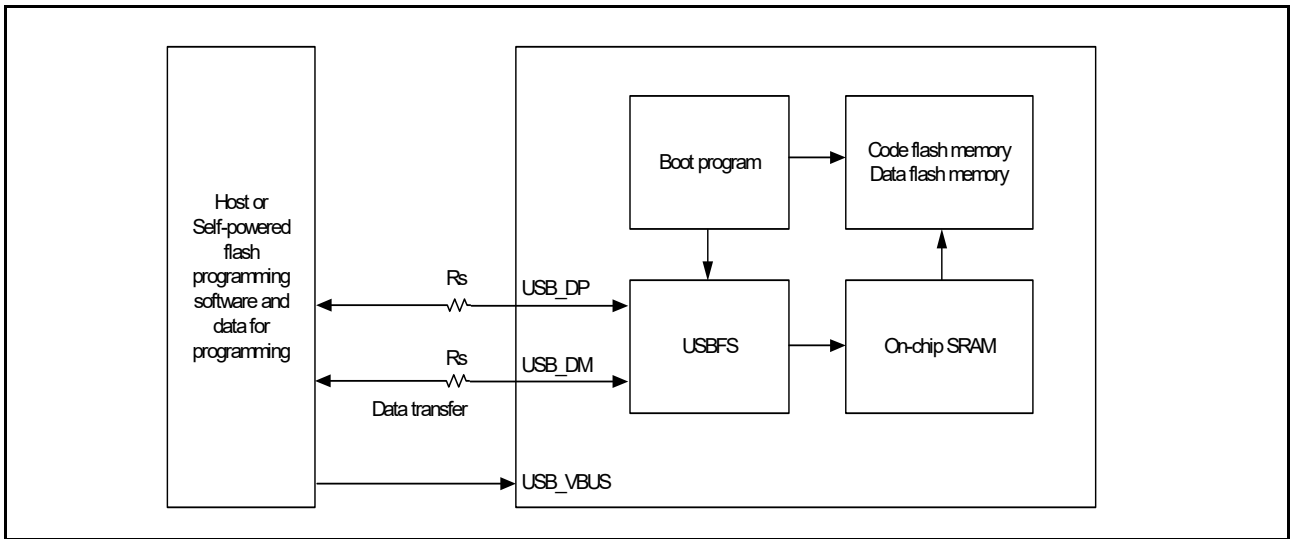 Host or
Self-powered
flash
programming
software and
data for
programming
Rs
USB_DP
Rs
USB_DM
Data transfer
USB_VBUS
Boot program
Code flash memory
Data flash memory
USBFS
On-chip SRAM